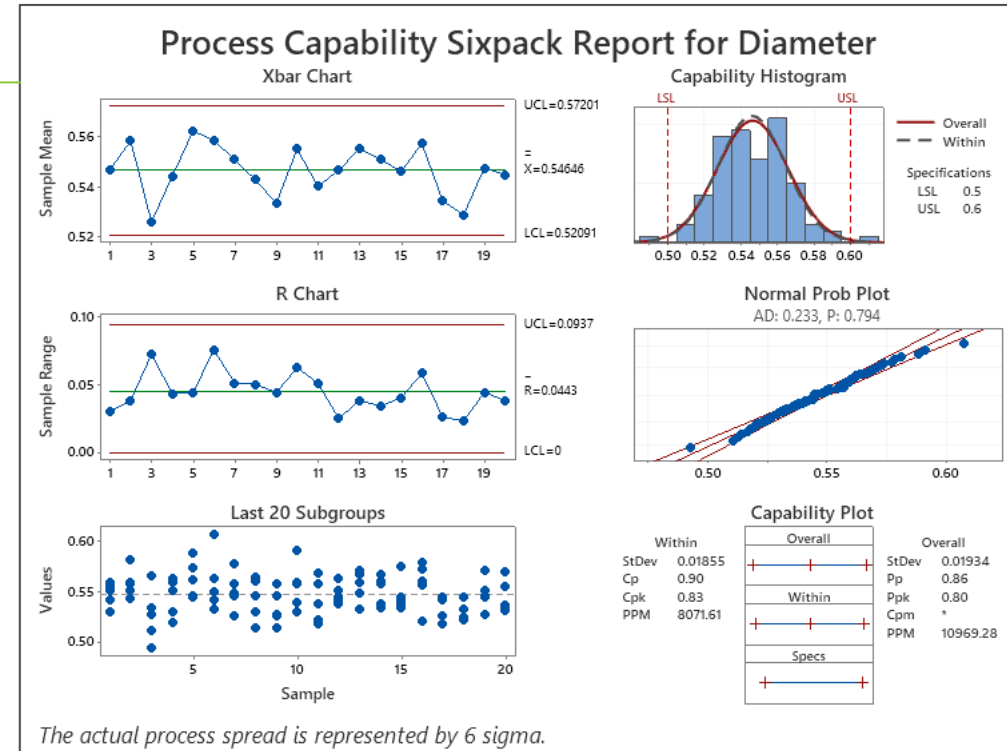 Process Capability Sixpack Report for Diameter
Xbar Chart
Sample Mean
0.56
0.54
0.52
1 3 5 7 9 11 13 15 17 19
UCL=0.57201
X=0.54646
LCL=0.52091
Capability Histogram
LSL USL
0.50 0.52 0.54 0.56 0.58 0.60
Overall
Within
Specifications
LSL 0.5
USL 0.6
R Chart
Sample Range
0.10
0.05
0.00
1 3 5 7 9 11 13 15 17 19
UCL=0.0937
R=0.0443
LCL=0
Normal Prob Plot
AD: 0.233, P: 0.794
0.50 0.55 0.60
Last 20 Subgroups
Values
0.60
0.55
0.50
5 10 15 20
Sample
Capability Plot
Within
StDev 0.01855
Cp 0.90
Cpk 0.83
PPM 8071.61
Overall
Within
Specs
Overall
StDev 0.01934
Pp 0.86
Ppk 0.80
Cpm *
PPM 10969.28
The actual process spread is represented by 6 sigma.